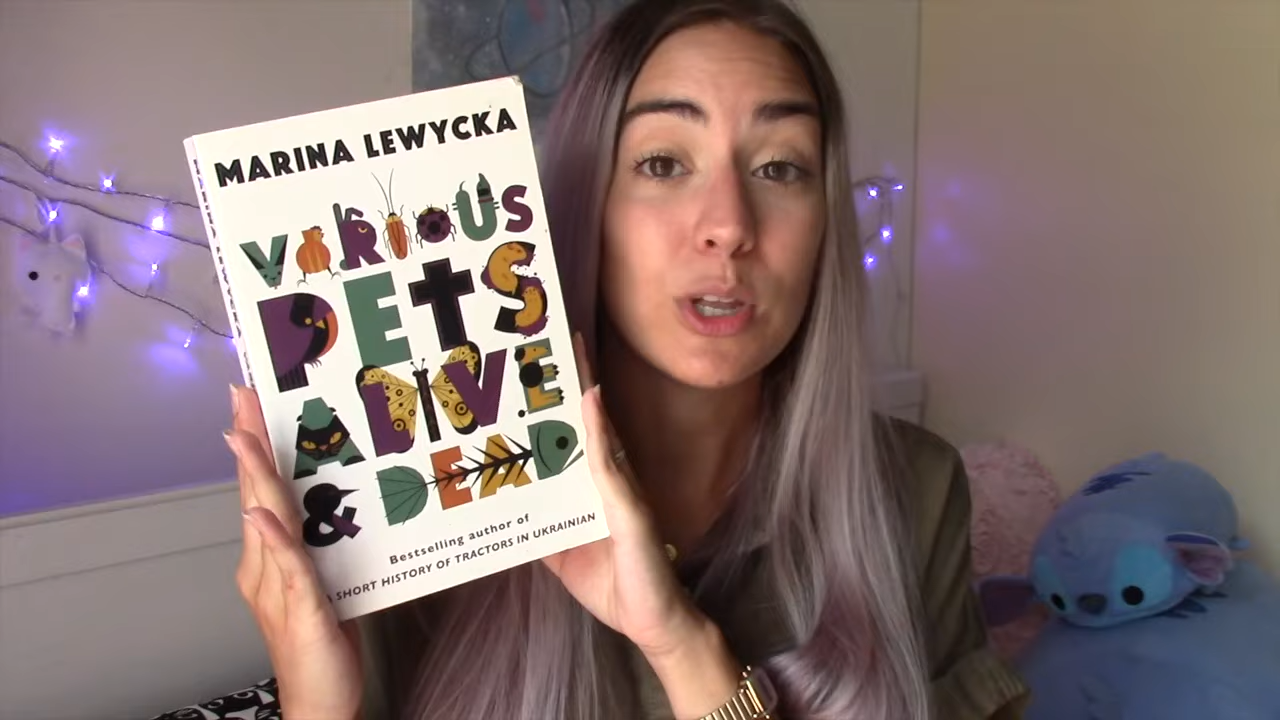 MARINA LEWYCKA
VARIOUS
PETS
ALIVE
& DEAD
Bestselling author of
A SHORT HISTORY OF TRACTORS IN UKRAINIAN